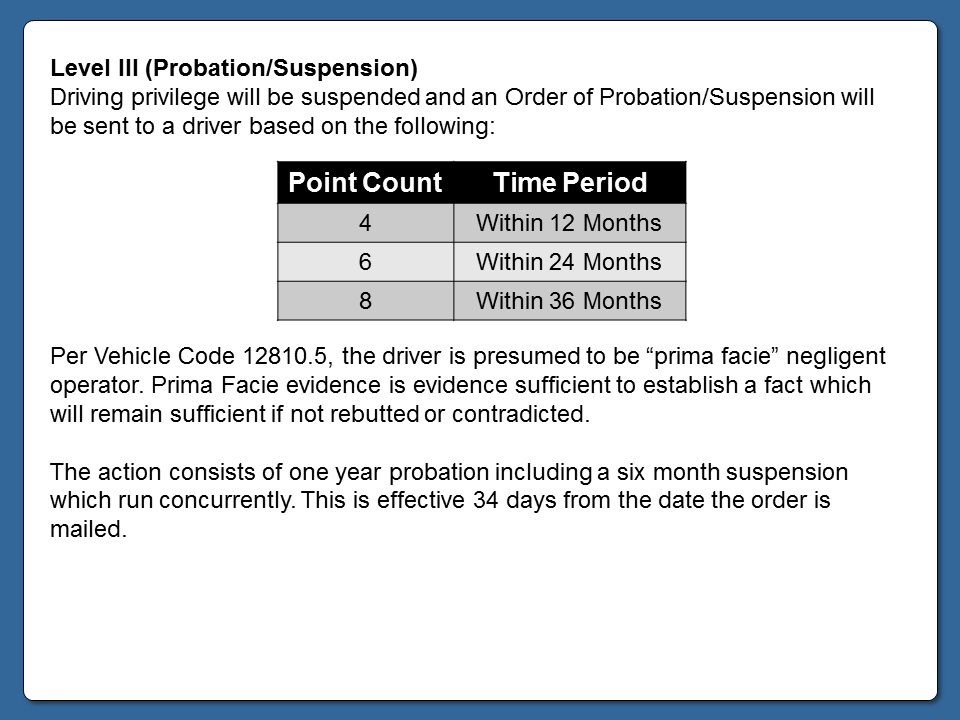 Level III (Probation/Suspension)
Driving privilege will be suspended and an Order of Probation/Suspension will
be sent to a driver based on the following:
Point Count Time Period
4 Within 12 Months
6 Within 24 Months
8 Within 36 Months
Per Vehicle Code 12810.5, the driver is presumed to be “prima facie” negligent
operator. Prima Facie evidence is evidence sufficient to establish a fact which
will remain sufficient if not rebutted or contradicted.
The action consists of one year probation including a six month suspension
which run concurrently. This is effective 34 days from the date the order is
mailed.